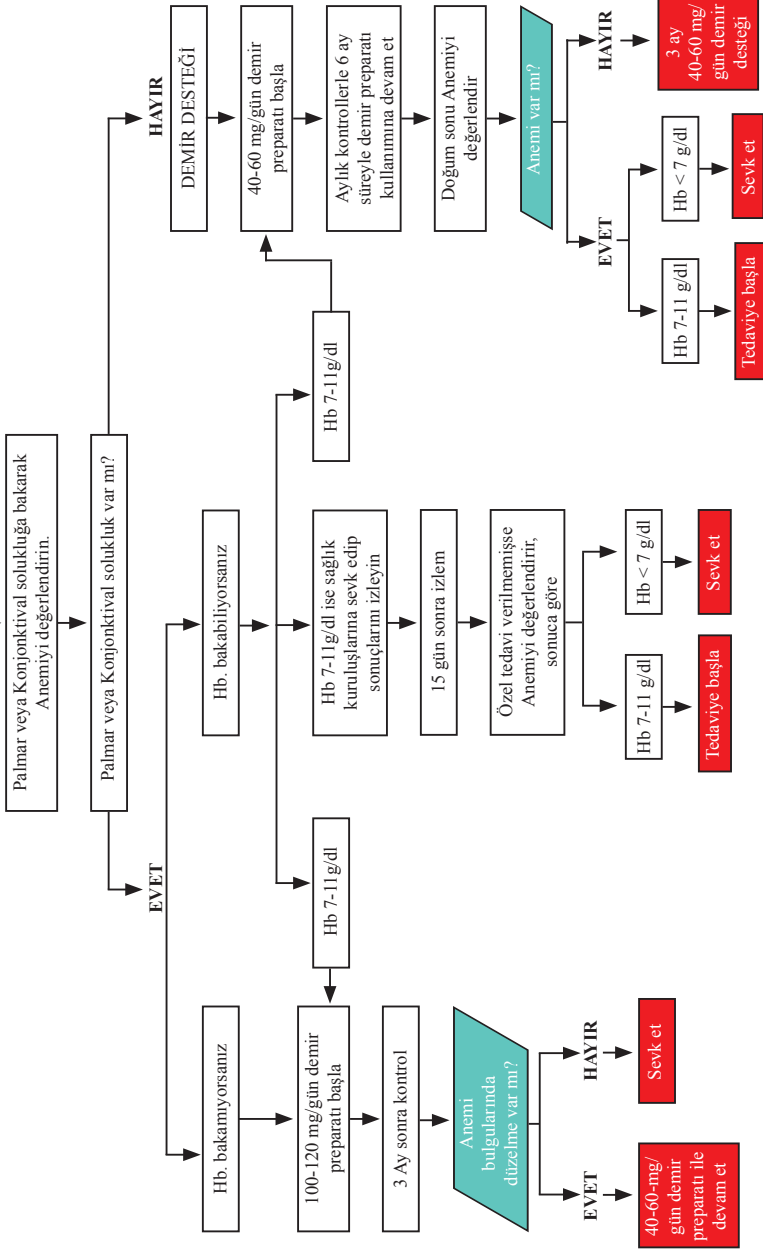 Palmar veya Konjonktival solukluğa bakarak
Anemiyi değerlendirin.
Palmar veya Konjonktival solukluk var mı?
EVET
HAYIR
Hb. bakamıyorsanız
Hb. bakabiliyorsanız
DEMİR DESTEĞİ
100-120 mg/gün demir
preparatı başla
Hb 7-11g/dl
Hb 7-11g/dl ise sağlık
kuruluşlarına sevk edip
sonuçlarını izleyin
Hb 7-11g/dl
40-60 mg/gün demir
preparatı başla
3 Ay sonra kontrol
15 gün sonra izlem
Aylık kontrollerle 6 ay
süreyle demir preparatı
kullanımına devam et
Anemi
bulgularında
düzelme var mı?
Özel tedavi verilmemişse
Anemiyi değerlendirir,
sonuca göre
Doğum sonu Anemiyi
değerlendir
EVET
HAYIR
Hb 7-11 g/dl
Hb < 7 g/dl
Anemi var mı?
40-60-mg/
gün demir
preparatı ile
devam et
Sevk et
Tedaviye başla
Sevk et
EVET
HAYIR
Hb 7-11 g/dl
Hb < 7 g/dl
3 ay
40-60 mg/
gün demir
desteği
Tedaviye başla
Sevk et